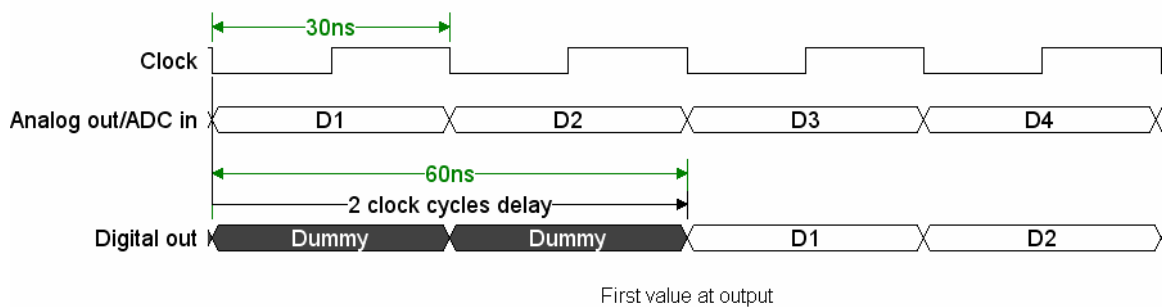 30ns
Clock
Analog out/ADC in D1 D2 D3 D4
60ns
2 clock cycles delay
Digital out Dummy Dummy D1 D2
First value at output